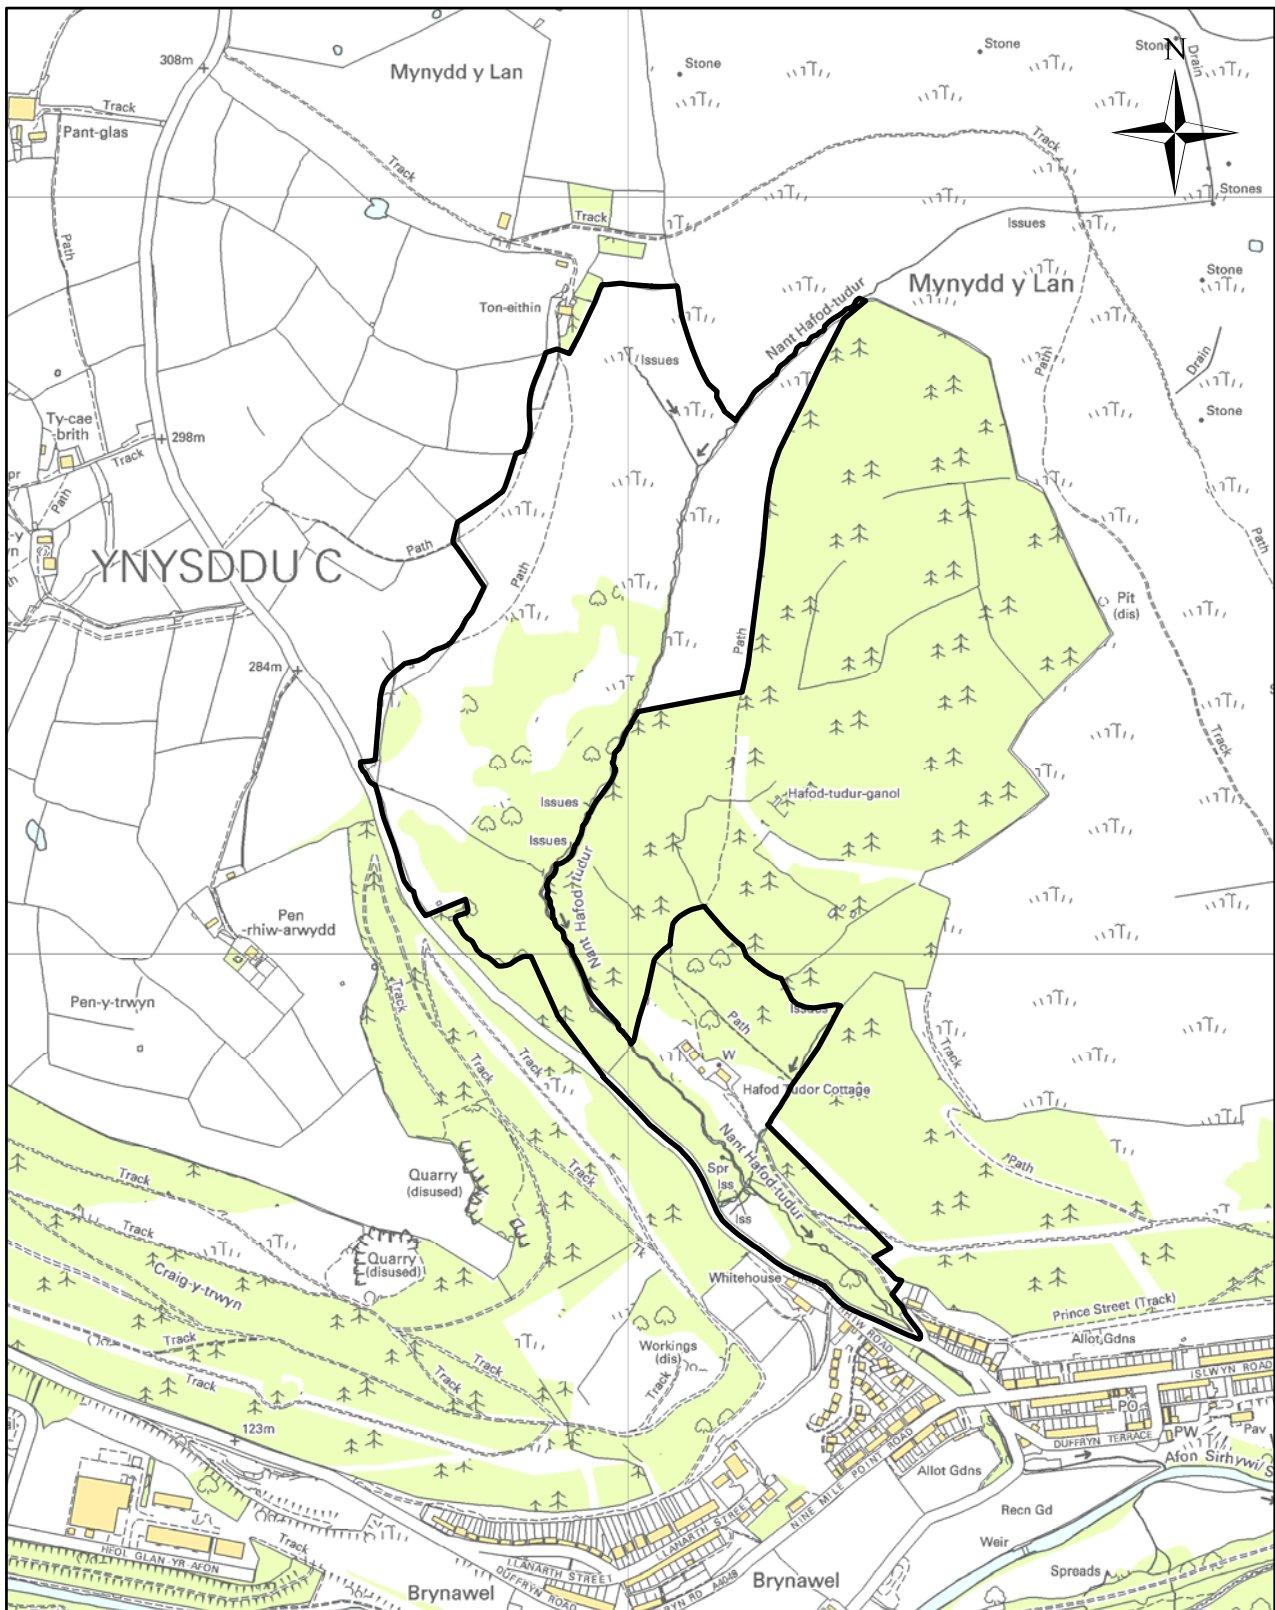 Mynydd y Lan
308m
Stone
Stone
Stone
N
Drain
Track
Pant-glas
Track
Track
Stones
Track
Issues
Path
Stone
Ton-eithin
Nant Hafod-tudur
Mynydd y Lan
Issues
Path
Drain
Ty-cae
-brith
298m
Track
Stone
Path
Path
YNYSDDU C
Path
Path
Pit
(dis)
284m
Path
Track
Issues
Hafod-tudur-ganol
Issues
Nant Hafod-tudur
Pen
-rhiw-arwydd
Pen-y-trwyn
Track
Issues
Path
Track
Track
Track
W
Hafod Tudor Cottage
Nant Hafod-tudur
Path
Quarry
(disused)
Track
Track
Spr
Iss
Iss
Track
Quarry
(disused)
Tk
Craig-y-trwyn
Whitehouse
Prince Street (Track)
Allot Gdns
ROAD
Track
Track
Track
Track
Workings
(dis)
Track
ISLWYN ROAD
123m
PO
PW
Pav
DUFFRYN TERRACE
POINT ROAD
Allot Gdns
Afon Sirhywi/S
NINE MILE
Recn Gd
Weir
LLANARTH STREET
HEOL GLAN-YR-AFON
Track
LLANARTH STREET
DUFFRYN ROAD
Brynawel
RD A4048
Brynawel
Spreads